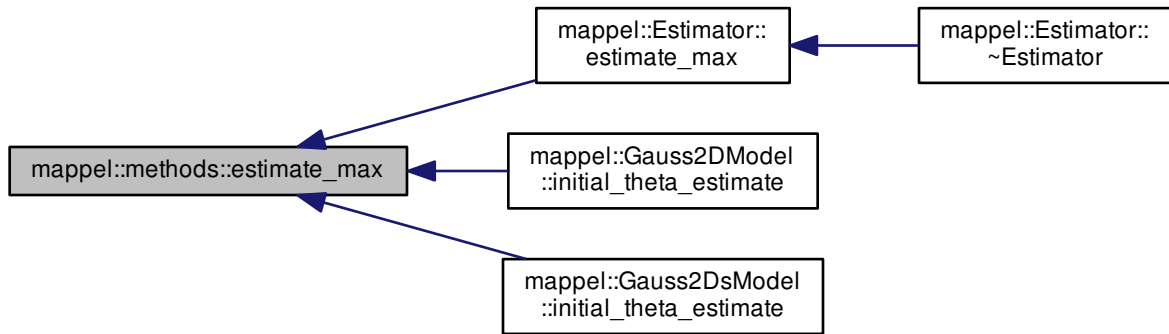 mappel::methods::estimate_max
mappel::Estimator::
estimate_max
mappel::Estimator::
~Estimator
mappel::Gauss2DModel
::initial_theta_estimate
mappel::Gauss2DsModel
::initial_theta_estimate